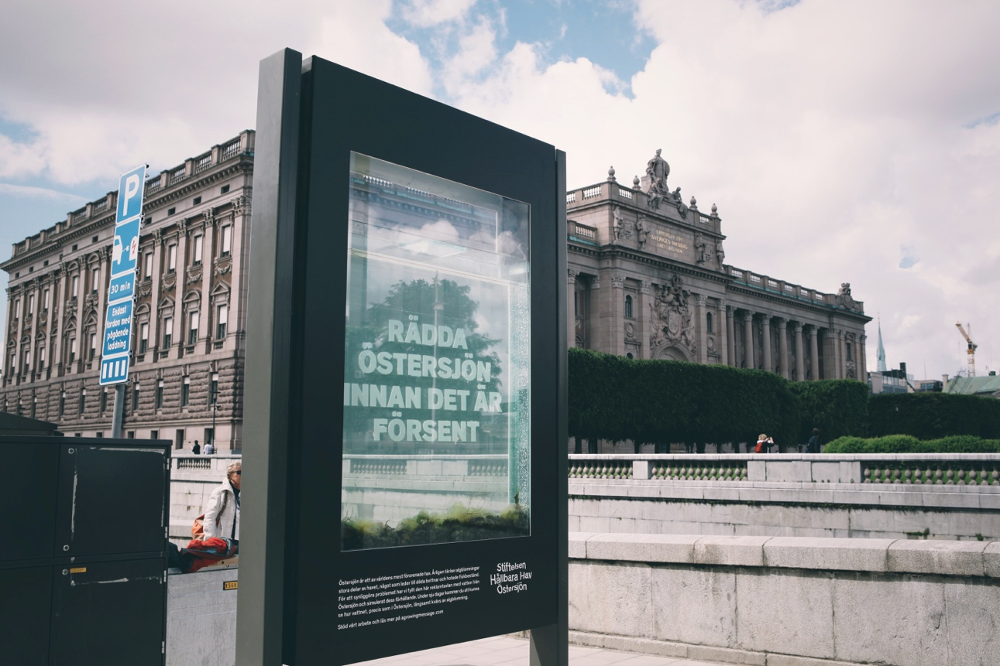 P
30 min
Endast
fordon med
pågående
laddning
RÄDDA
ÖSTERSJÖN
INNAN DET ÄR
FÖRSENT
Östersjön är ett av världens mest förorenade hav. Årligen täcker algblomningar
stora delar av havet, något som leder till döda bottnar och hotade fiskbestånd.
För att synliggöra problemet har vi fyllt den här reklamtavlan med vatten från
Östersjön och simulerat dess förhållande. Under sju dagar kommer du att kunna
se hur vattnet, precis som i Östersjön, långsamt kvävs av algblomning.
Stöd vårt arbete och läs mer på agrowingmessage.com
Stiftelsen
Hållbara Hav
Östersjön
SVERIGES RIKSDAG